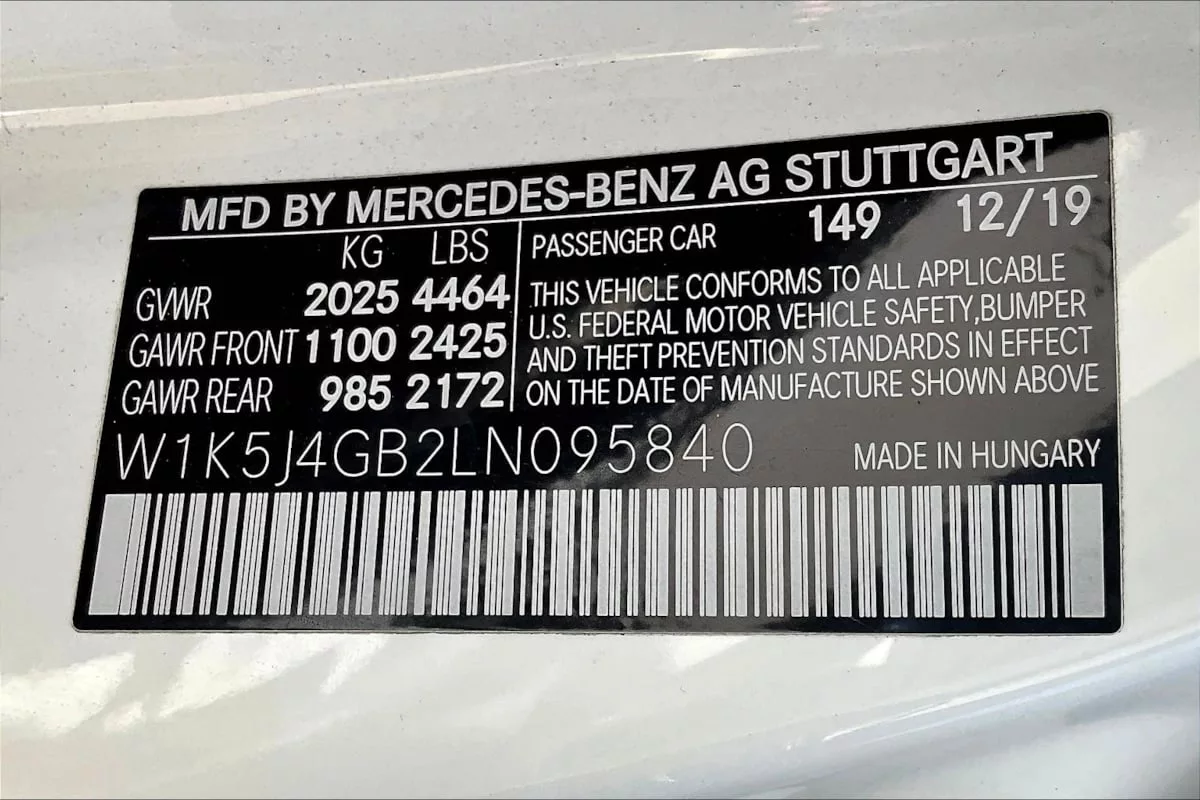 MFD BY MERCEDES-BENZ AG STUTTGART
KG LBS
GVWR 2025 4464
GAWR FRONT 1100 2425
GAWR REAR 985 2172
PASSENGER CAR 149 12/19
THIS VEHICLE CONFORMS TO ALL APPLICABLE
U.S. FEDERAL MOTOR VEHICLE SAFETY,BUMPER
AND THEFT PREVENTION STANDARDS IN EFFECT
ON THE DATE OF MANUFACTURE SHOWN ABOVE
W1K5J4GB2LN095840 MADE IN HUNGARY